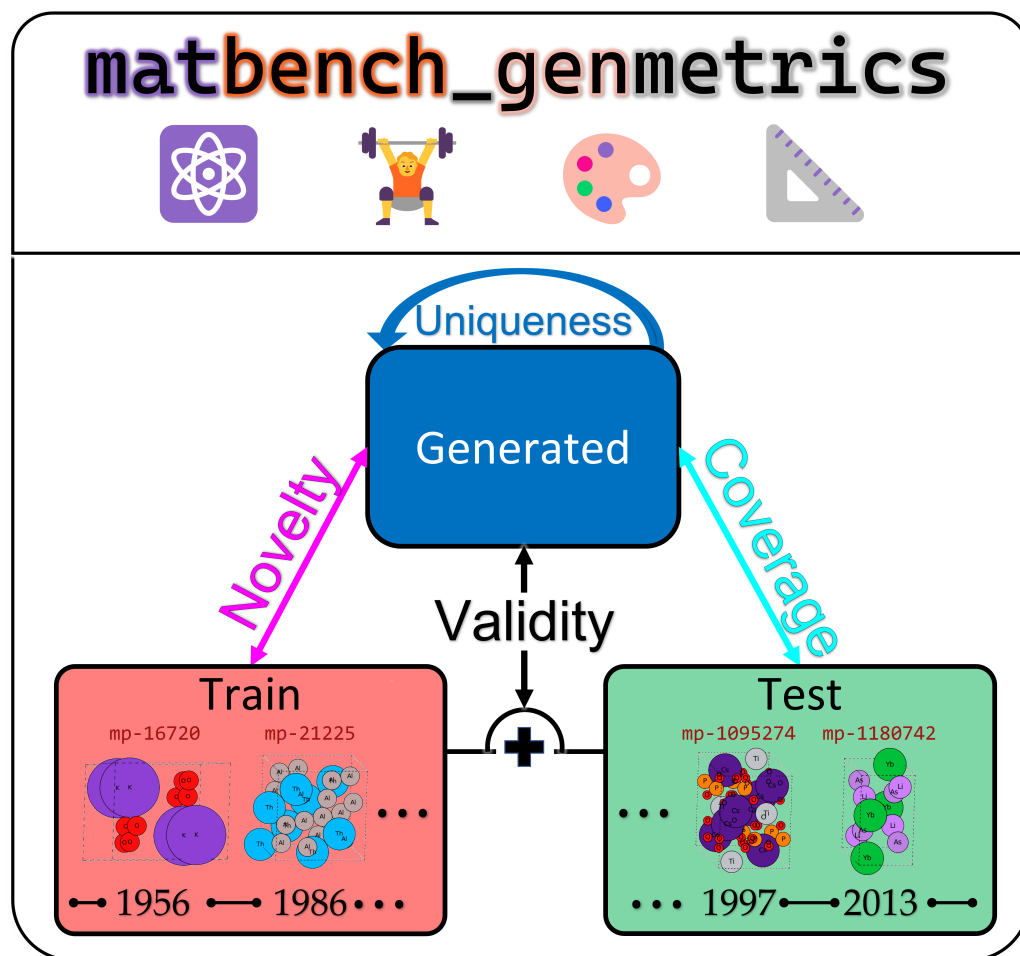 matbench_genmetrics
Uniqueness
Generated
Novelty
Coverage
Validity
Train
Test
mp-16720
mp-21225
mp-1095274
mp-1180742
1956
1986
1997
2013